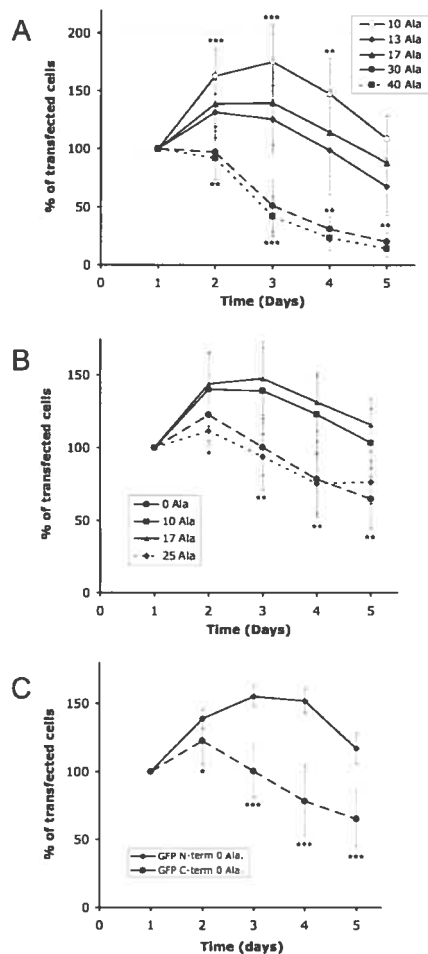 A
% of transfected cells
200
150
100
50
0
***
***
**
**
***
**
**
10 Ala
13 Ala
17 Ala
30 Ala
40 Ala
0 1 2 3 4 5
Time (Days)
B
% of transfected cells
150
100
50
0
*
**
**
**
0 Ala
10 Ala
17 Ala
25 Ala
0 1 2 3 4 5
Time (Days)
C
% of transfected cells
150
100
50
0
*
***
***
***
GFP N-term 0 Ala.
GFP C-term 0 Ala
0 1 2 3 4 5
Time (days)